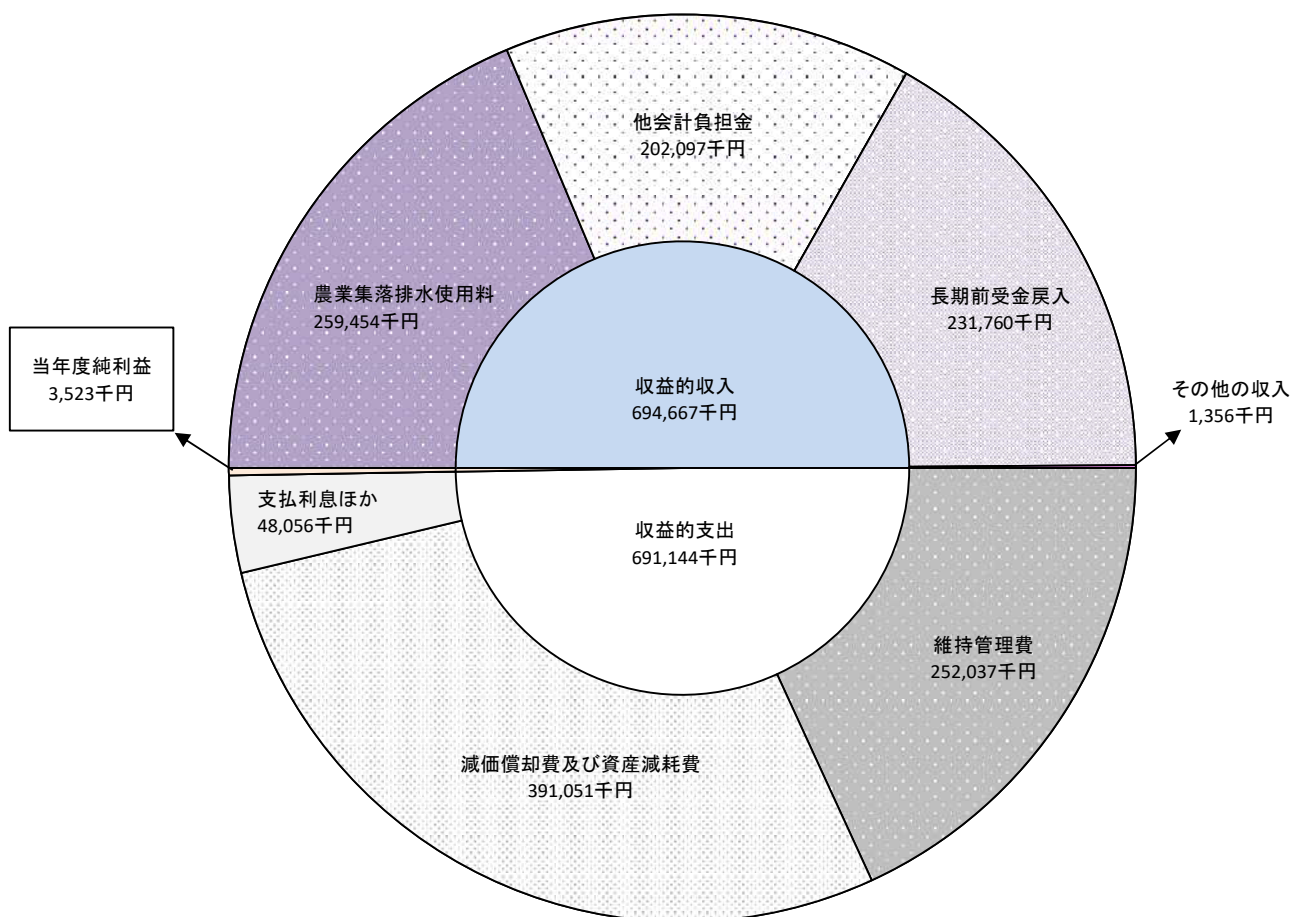 他会計負担金
202,097千円
農業集落排水使用料
259,454千円
長期前受金戻入
231,760千円
当年度純利益
3,523千円
収益的収入
694,667千円
その他の収入
1,356千円
支払利息ほか
48,056千円
収益的支出
691,144千円
維持管理費
252,037千円
減価償却費及び資産減耗費
391,051千円